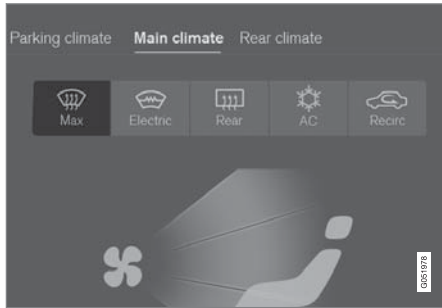 Parking climate Main climate Rear climate
Max Electric Rear AC Recirc
G051978